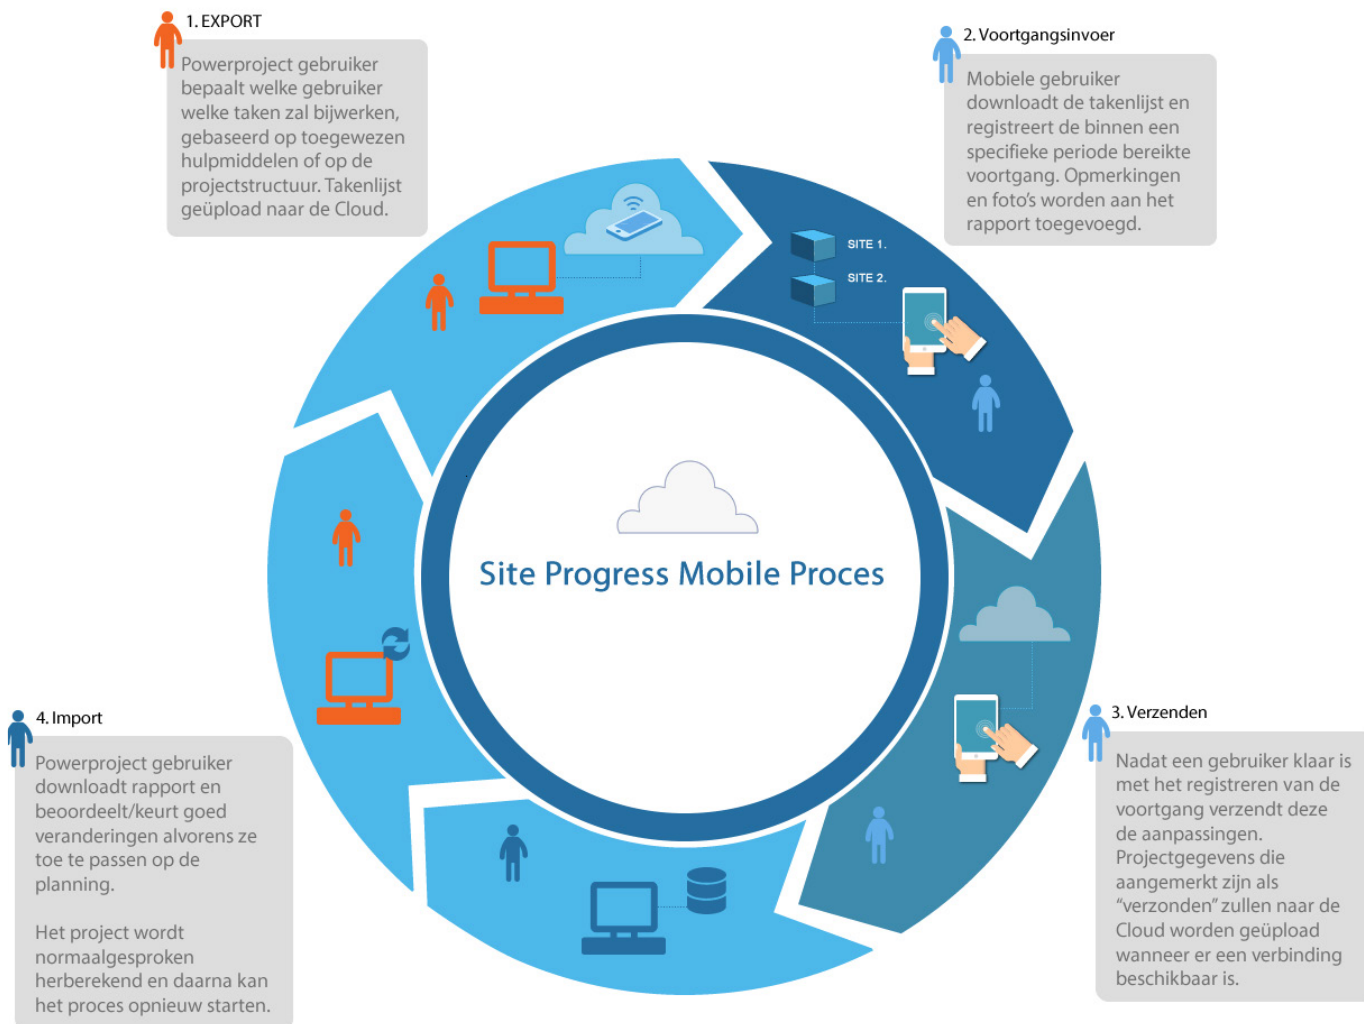 1. EXPORT
Powerproject gebruiker
bepaalt welke gebruiker
welke taken zal bijwerken,
gebaseerd op toegewezen
hulpmiddelen of op de
projectstructuur. Takenlijst
geüpload naar de Cloud.
2. Voortgangsinvoer
Mobiele gebruiker
downloadt de takenlijst en
registreert de binnen een
specifieke periode bereikte
voortgang. Opmerkingen
en foto's worden aan het
rapport toegevoegd.
SITE 1.
SITE 2.
Site Progress Mobile Proces
3. Verzenden
Nadat een gebruiker klaar is
met het registreren van de
voortgang verzendt deze
de aanpassingen.
Projectgegevens die
aangemerkt zijn als
“verzonden” zullen naar de
Cloud worden geüpload
wanneer er een verbinding
beschikbaar is.
4. Import
Powerproject gebruiker
downloadt rapport en
beoordeelt/keurt goed
veranderingen alvorens ze
toe te passen op de
planning.
Het project wordt
normaalgesproken
herberekend en daarna kan
het proces opnieuw starten.